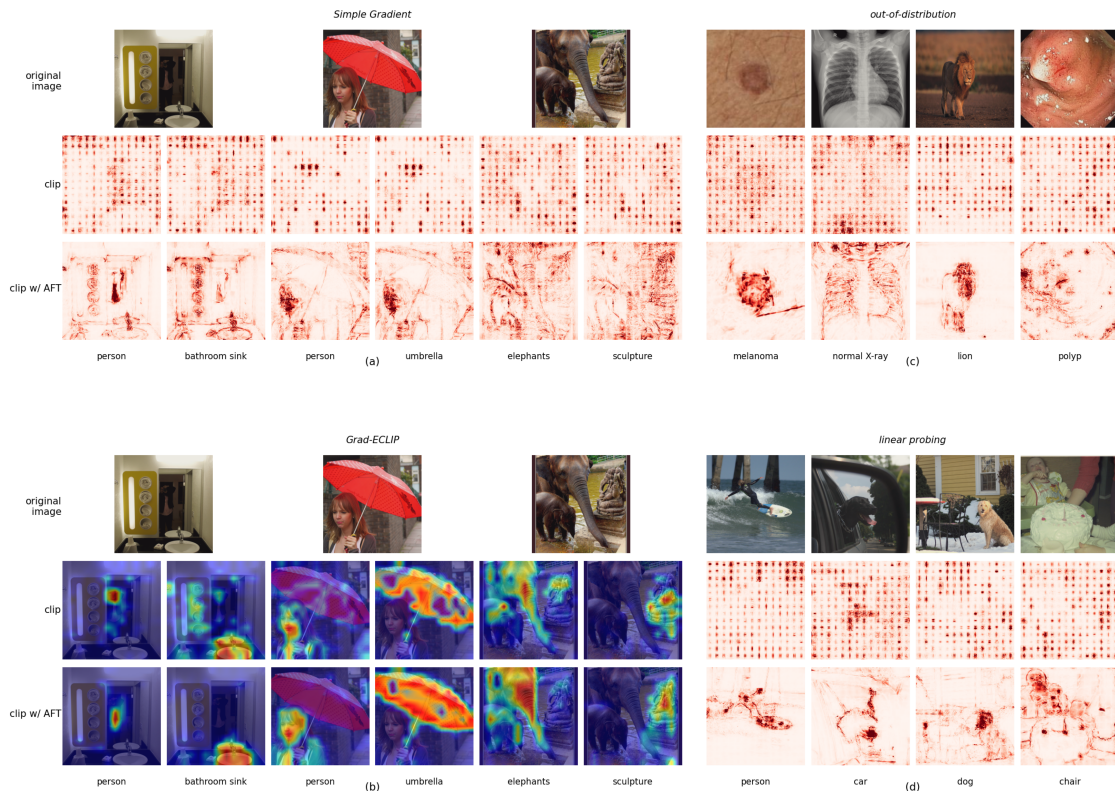 Simple Gradient
out-of-distribution
original
image
clip
clip w/ AFT
person bathroom sink person umbrella elephants sculpture melanoma normal X-ray lion polyp
(a) (c)
Grad-ECLIP
linear probing
original
image
clip
clip w/ AFT
person bathroom sink person umbrella elephants sculpture person car dog chair
(b) (d)